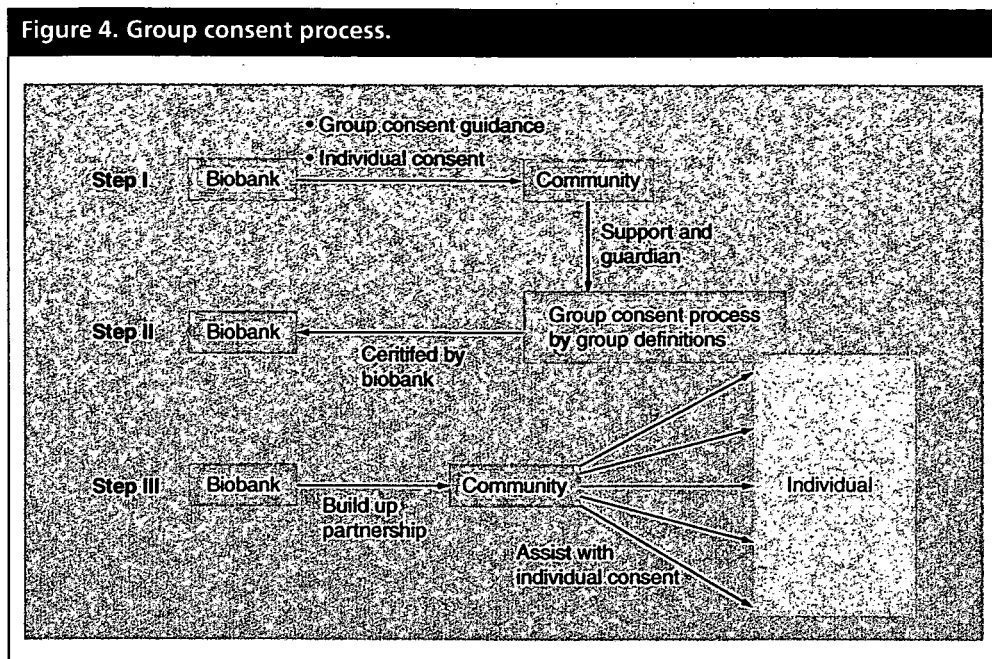 Figure 4. Group consent process.
• Group consent guidance
• Individual consent
Step I
Biobank
Community
Support and
guardian
Step II
Biobank
Group consent process
by group definitions
Ceritifed by
biobank
Step III
Biobank
Community
Individual
Build up
partnership
Assist with
individual consent